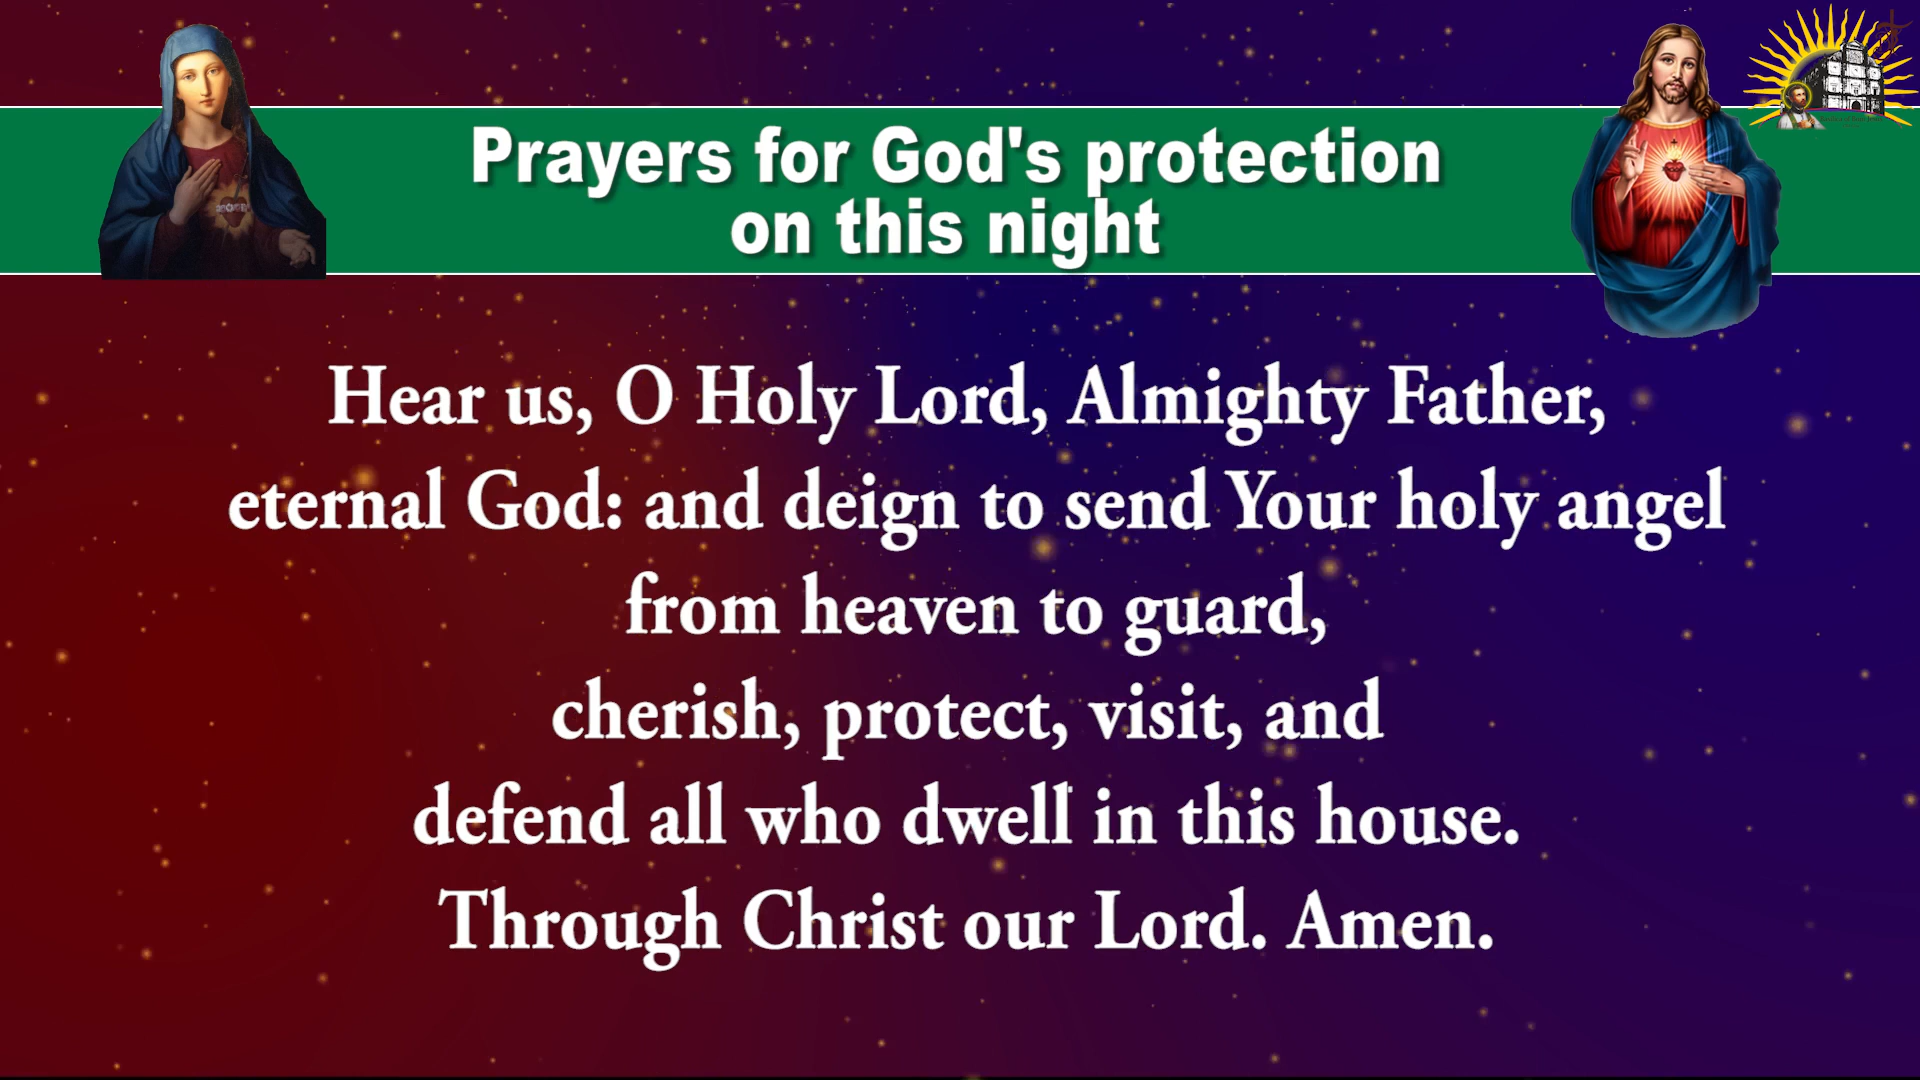 Prayers for God's protection
on this night
Hear us, O Holy Lord, Almighty Father,
eternal God: and deign to send Your holy angel
from heaven to guard,
cherish, protect, visit, and
defend all who dwell in this house.
Through Christ our Lord. Amen.